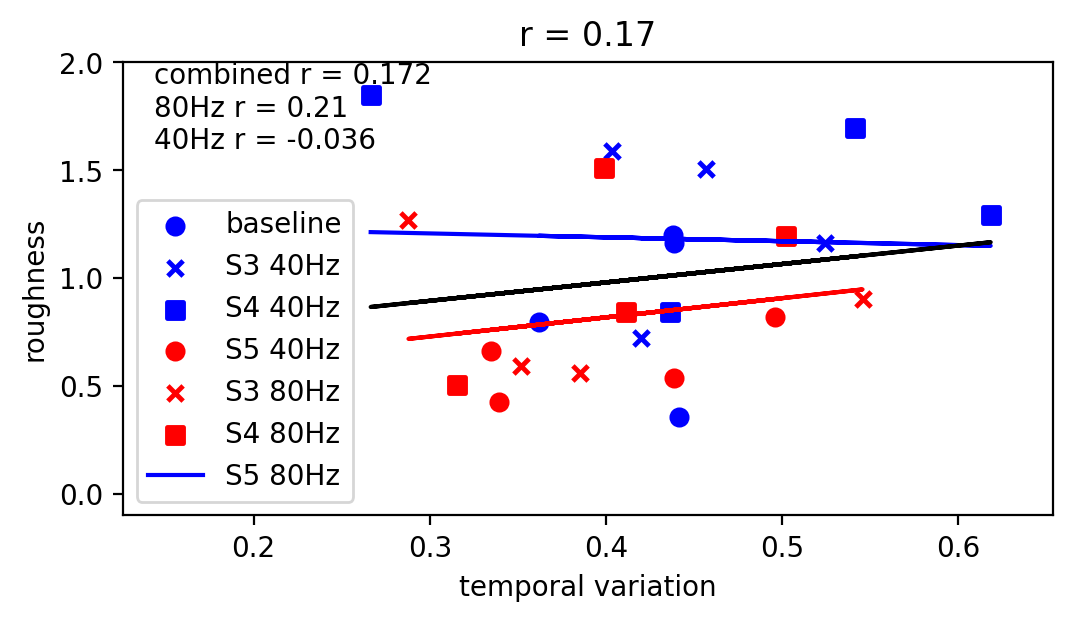 r = 0.17
combined r = 0.172
80Hz r = 0.21
40Hz r = -0.036
2.0
1.5
1.0
0.5
0.0
roughness
baseline
S3 40Hz
S4 40Hz
S5 40Hz
S3 80Hz
S4 80Hz
S5 80Hz
0.2 0.3 0.4 0.5 0.6
temporal variation